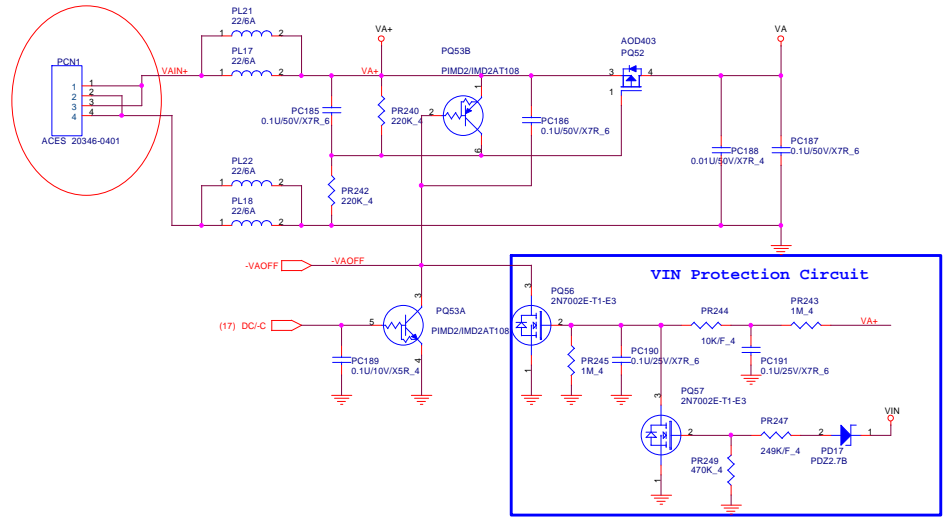 PL21
22/6A
1 2
PL17
22/6A
1 2
VA+
PQ53B
PIMD2/IMD2AT108
AOD403
PQ52
VA
PCN1
1
2
3
4
ACES 20346-0401
VAIN+
VA+
3 4
1
PC185
0.1U/50V/X7R_6
PR240
220K_4
2
1
6
PC186
0.1U/50V/X7R_6
PC188
0.01U/50V/X7R_4
PC187
0.1U/50V/X7R_6
PL22
22/6A
1 2
PL18
22/6A
1 2
PR242
220K_4
-VAOFF
-VAOFF
VIN Protection Circuit
(17) DC/-C
5
3
4
PQ53A
PIMD2/IMD2AT108
PC189
0.1U/10V/X5R_4
PQ56
2N7002E-T1-E3
3
2
1
PR245
1M_4
PC190
0.1U/25V/X7R_6
PR244
10K/F_4
PR243
1M_4
VA+
PC191
0.1U/25V/X7R_6
PQ57
2N7002E-T1-E3
3
2
1
PR249
470K_4
PR247
249K/F_4
2 1
PD17
PDZ2.7B
VIN